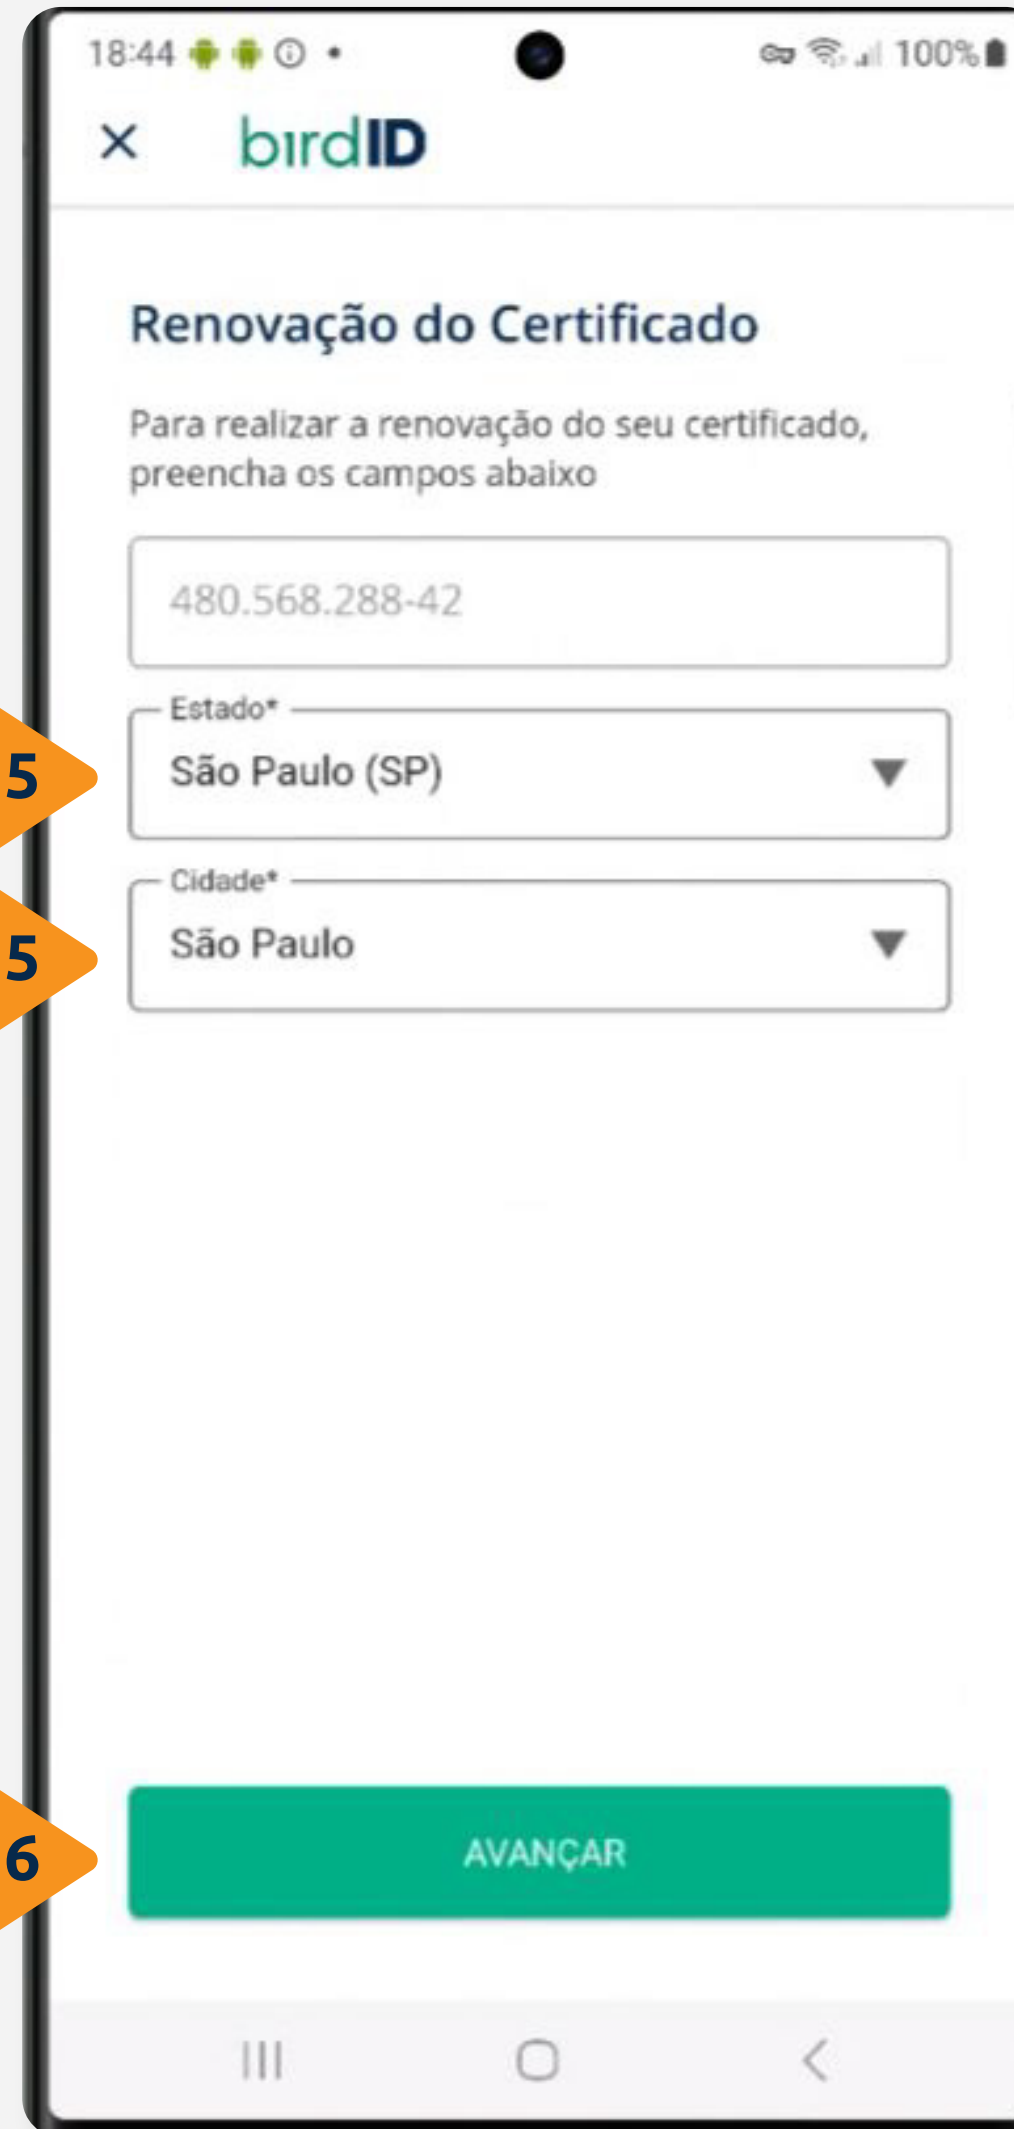 18:44 100%
birdID
Renovação do Certificado
Para realizar a renovação do seu certificado,
preencha os campos abaixo
480.568.288-42
Estado*
5
São Paulo (SP)
Cidade*
5
São Paulo
6
AVANÇAR